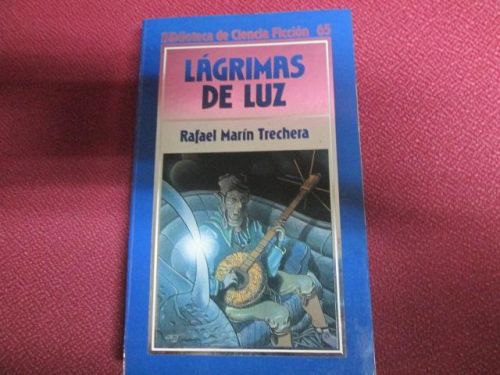 Biblioteca de Ciencia Ficción 65
LÁGRIMAS
DE LUZ
Rafael Marín Trechera